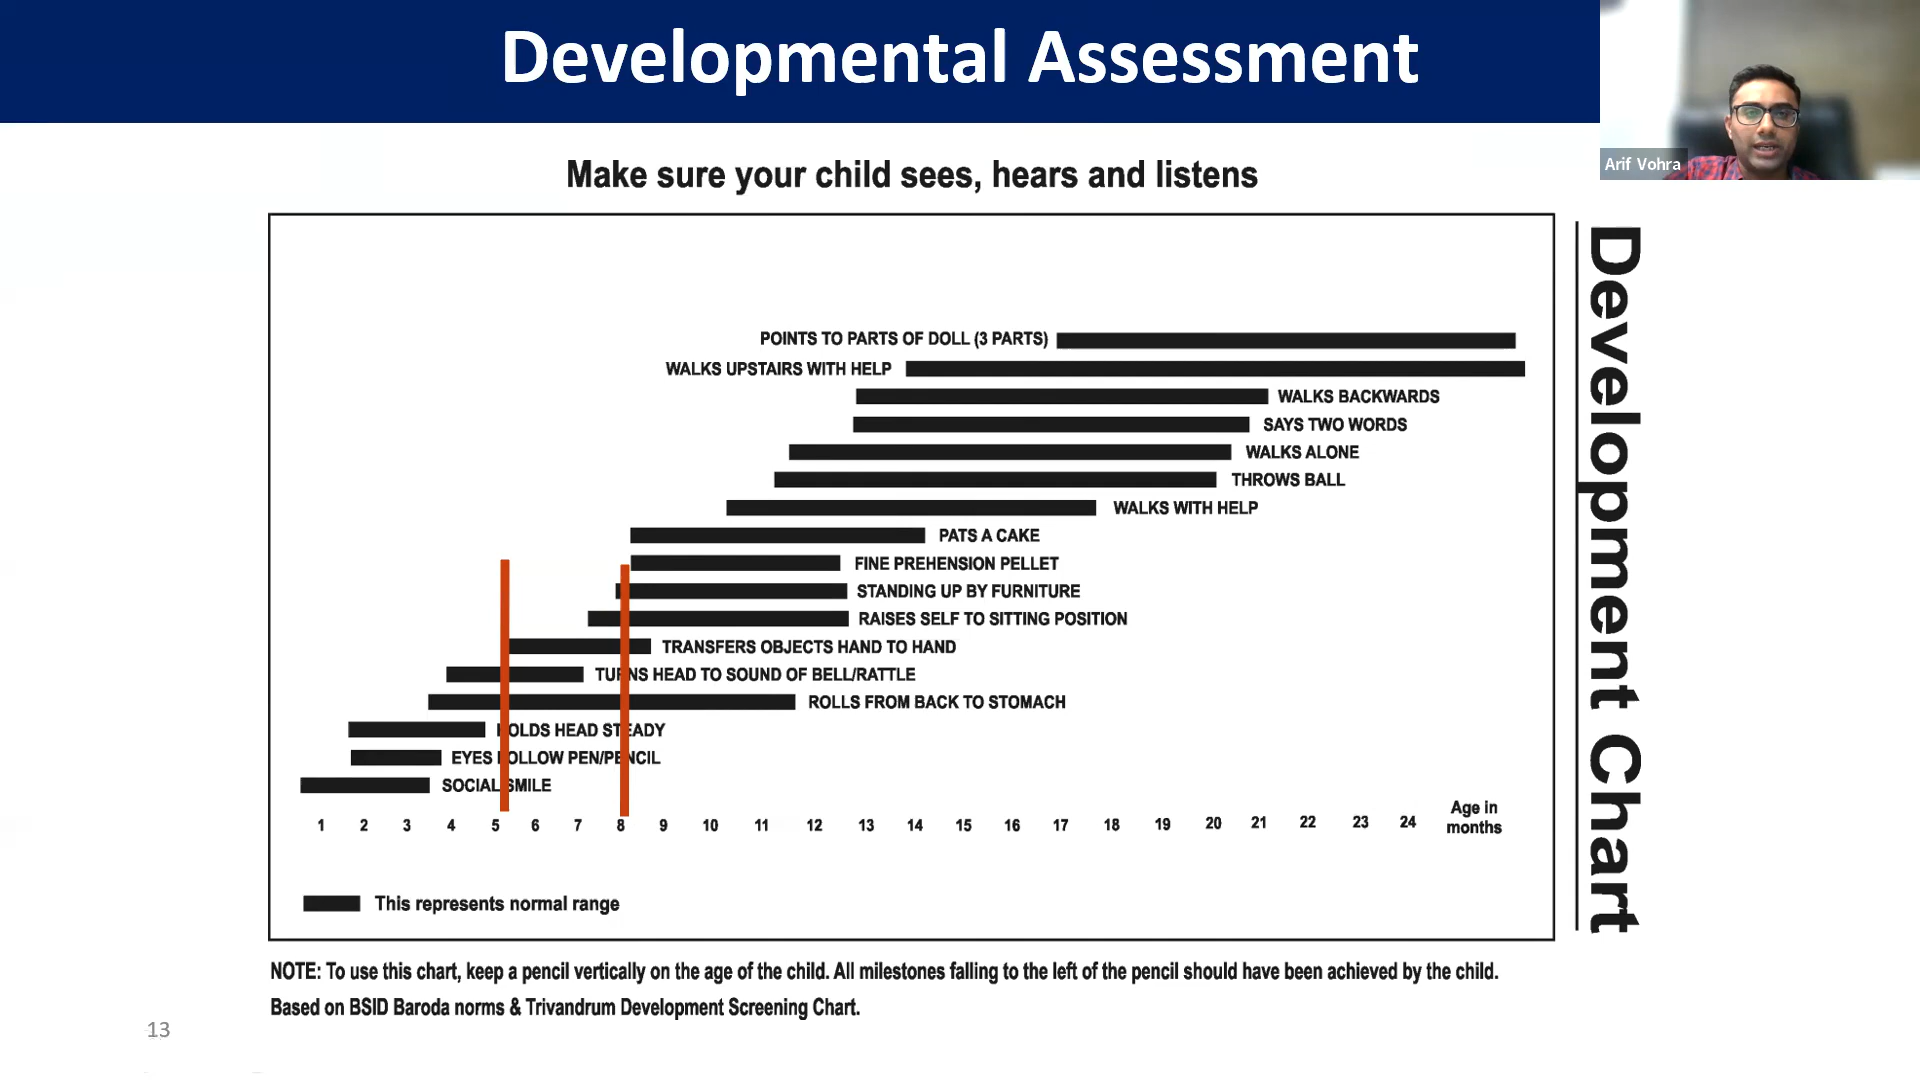 Developmental Assessment
Arif Vohra
Make sure your child sees, hears and listens
POINTS TO PARTS OF DOLL (3 PARTS)
WALKS UPSTAIRS WITH HELP
WALKS BACKWARDS
SAYS TWO WORDS
WALKS ALONE
THROWS BALL
WALKS WITH HELP
PATS A CAKE
FINE PREHENSION PELLET
STANDING UP BY FURNITURE
RAISES SELF TO SITTING POSITION
TRANSFERS OBJECTS HAND TO HAND
TURNS HEAD TO SOUND OF BELL/RATTLE
ROLLS FROM BACK TO STOMACH
HOLDS HEAD STEADY
EYES FOLLOW PEN/PENCIL
SOCIAL SMILE
1 2 3 4 5 6 7 8 9 10 11 12 13 14 15 16 17 18 19 20 21 22 23 24
Age in
months
This represents normal range
Development Chart
NOTE: To use this chart, keep a pencil vertically on the age of the child. All milestones falling to the left of the pencil should have been achieved by the child.
Based on BSID Baroda norms & Trivandrum Development Screening Chart.
13